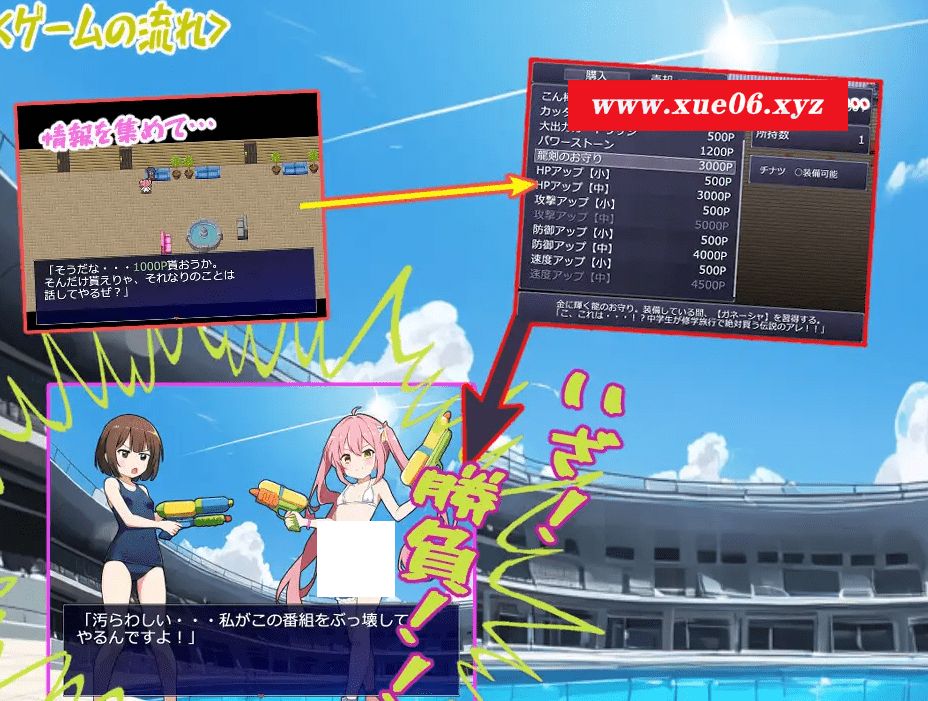 <ゲームの流れ>
情報を集めて…
「そうだな・・・1000P貰おうか。
そんだけ貰えりゃ、それなりのことは
話してやるぜ?」
購入
売却
www.xue06.xyz
500P
パワーストーン 1200P
龍剣のお守り 3000P
HPアップ【小】 500P
HPアップ【中】 3000P
攻撃アップ【小】 500P
攻撃アップ【中】 5000P
防御アップ【小】 500P
防御アップ【中】 4000P
速度アップ【小】 500P
速度アップ【中】 4500P
所持数 1
チナツ ○装備可能
金に輝く龍のお守り。装備している間、【ガネーシャ】を習得する。
「こ、これは・・・!?中学生が修学旅行で絶対買う伝説のアレ!!」
いざ!
勝負!!
「汚らわしい・・・私がこの番組をぶっ壊して
やるんですよ!」